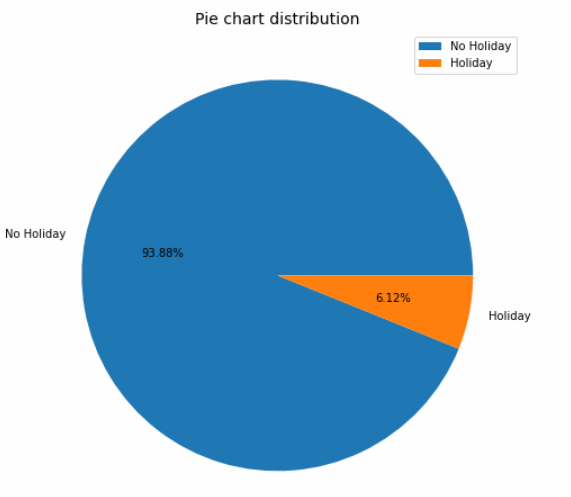 Pie chart distribution
No Holiday
Holiday
No Holiday
93.88%
6.12%
Holiday